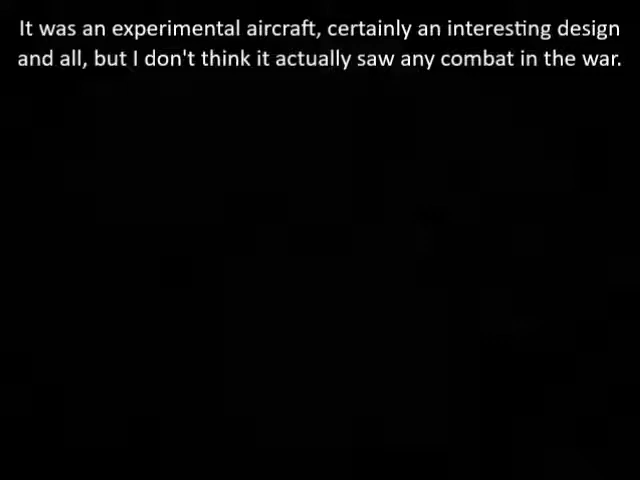 It was an experimental aircraft, certainly an interesting design
and all, but I don't think it actually saw any combat in the war.